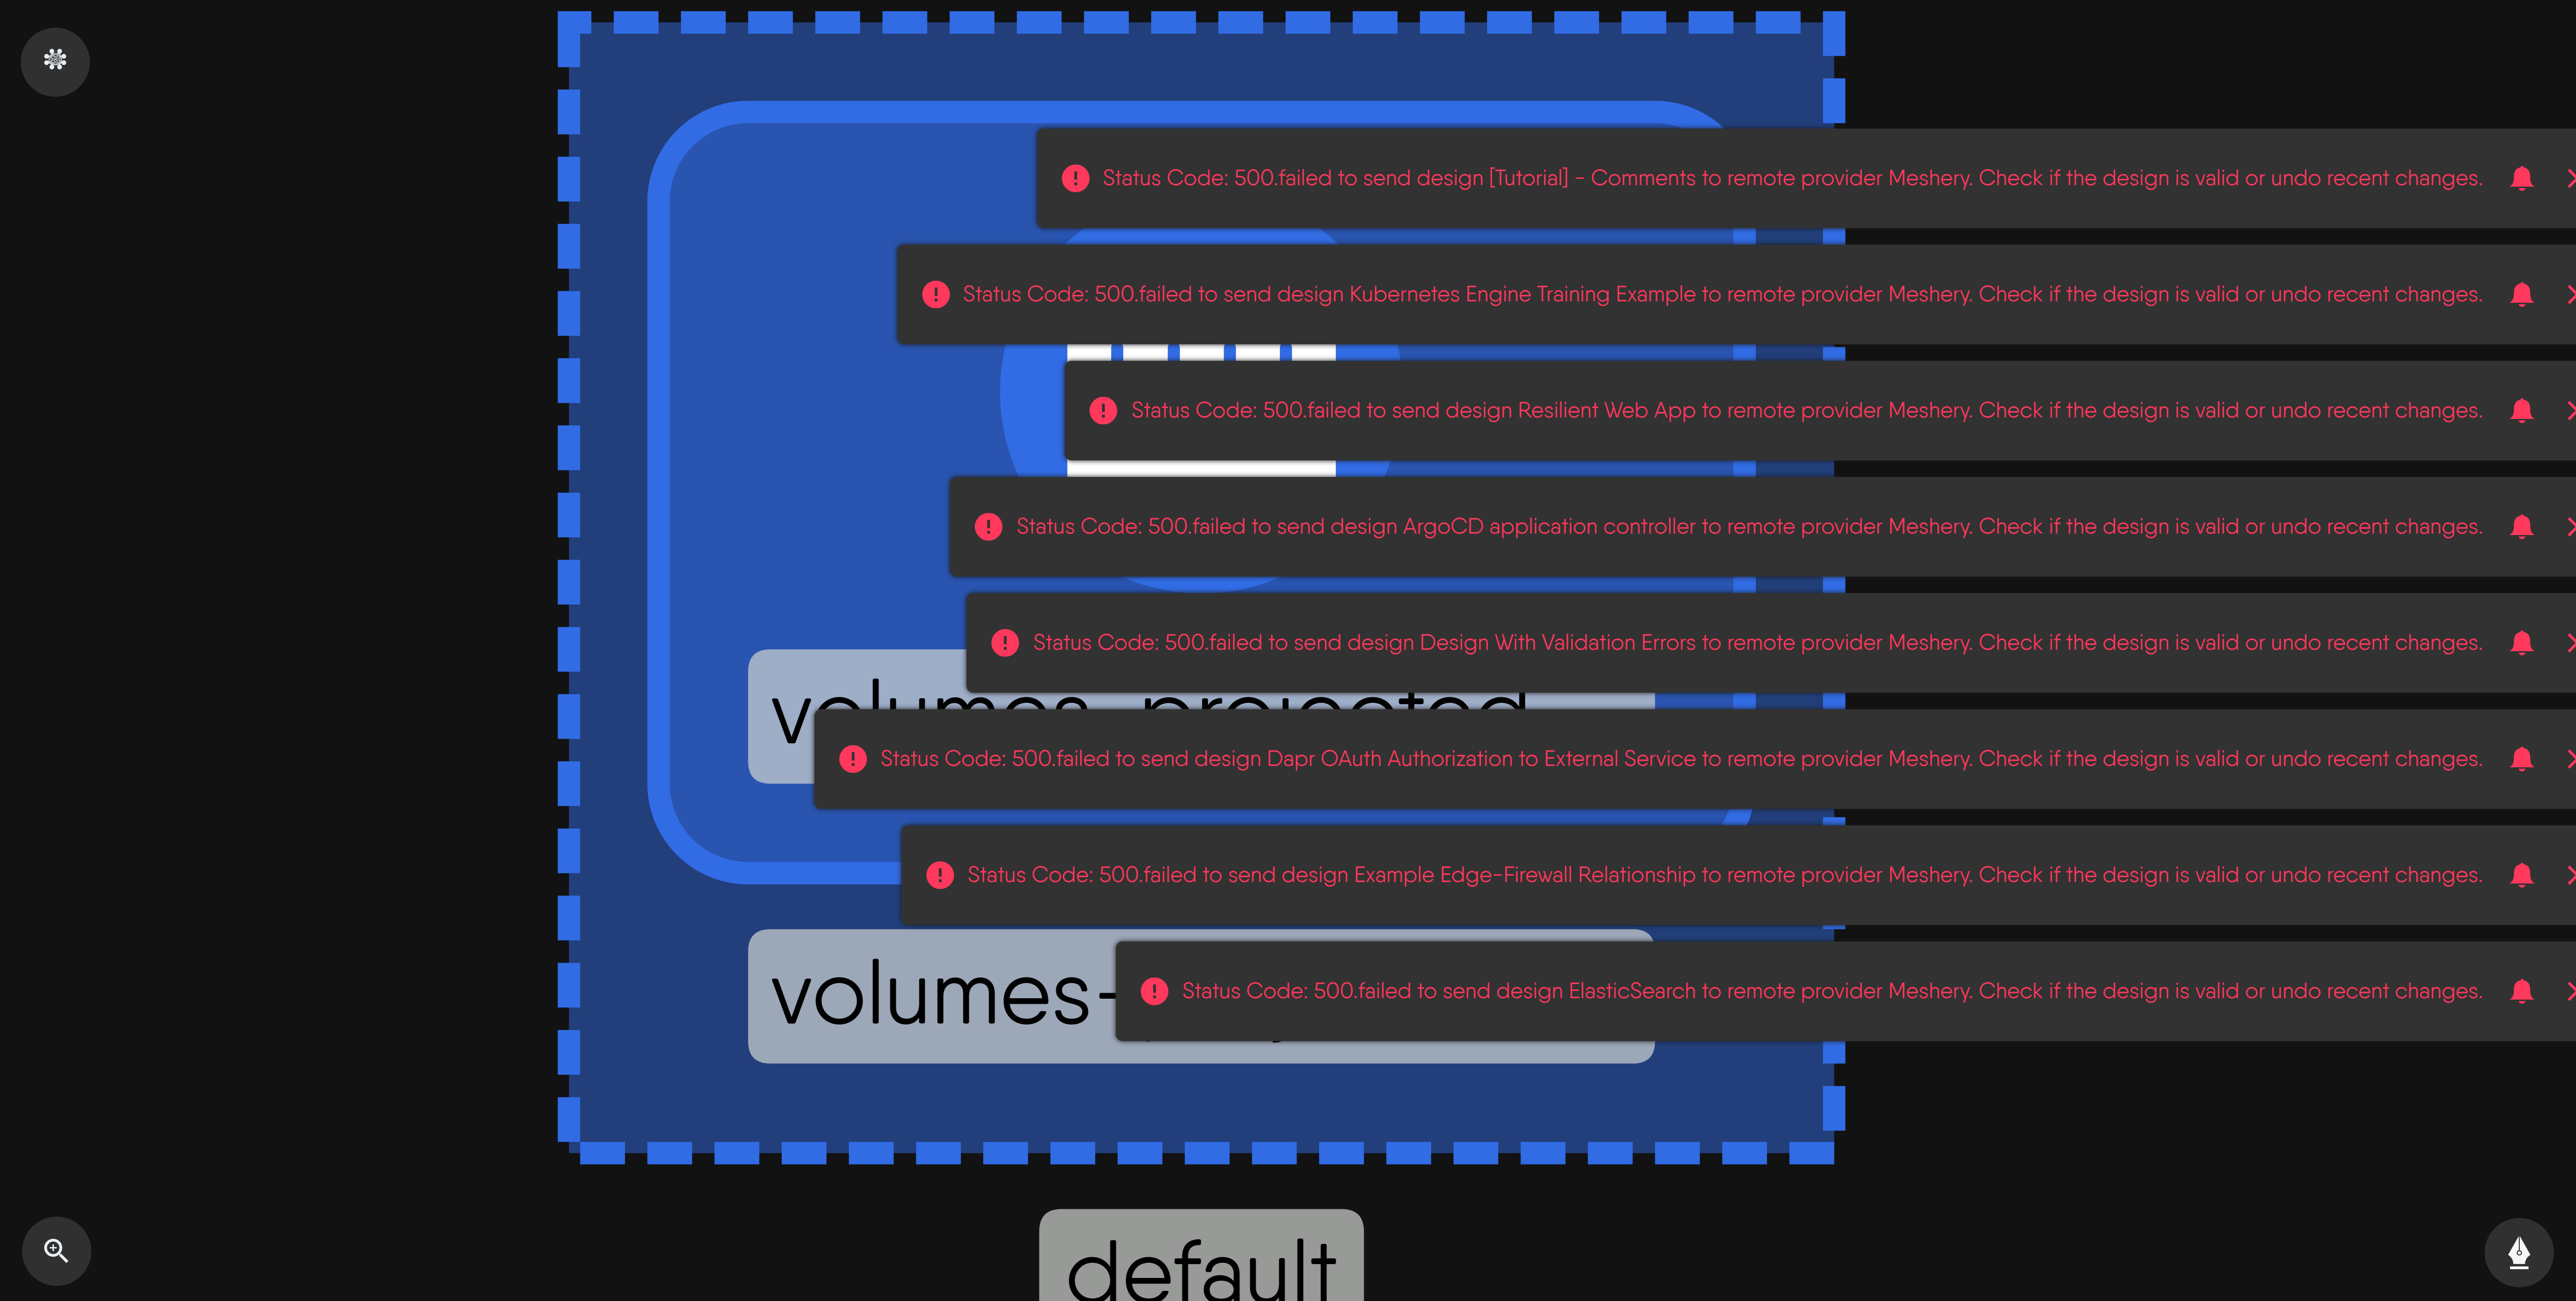 Status Code: 500.failed to send design [Tutorial] - Comments to remote provider Meshery. Check if the design is valid or undo recent changes.
Status Code: 500.failed to send design Kubernetes Engine Training Example to remote provider Meshery. Check if the design is valid or undo recent changes.
Status Code: 500.failed to send design Resilient Web App to remote provider Meshery. Check if the design is valid or undo recent changes.
Status Code: 500.failed to send design ArgoCD application controller to remote provider Meshery. Check if the design is valid or undo recent changes.
Status Code: 500.failed to send design Design With Validation Errors to remote provider Meshery. Check if the design is valid or undo recent changes.
volumes-projected
Status Code: 500.failed to send design Dapr OAuth Authorization to External Service to remote provider Meshery. Check if the design is valid or undo recent changes.
Status Code: 500.failed to send design Example Edge-Firewall Relationship to remote provider Meshery. Check if the design is valid or undo recent changes.
volumes-
Status Code: 500.failed to send design ElasticSearch to remote provider Meshery. Check if the design is valid or undo recent changes.
default